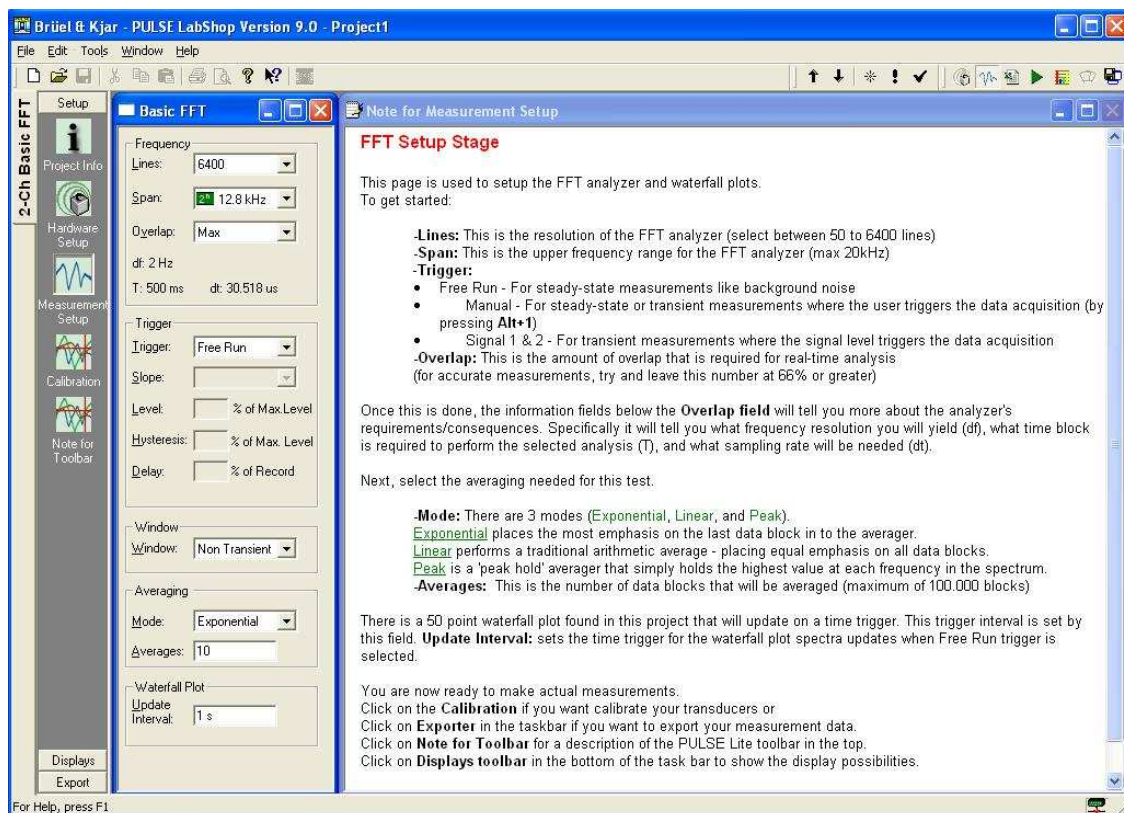 Brüel & Kjar - PULSE LabShop Version 9.0 - Project1
File Edit Tools Window Help
2-Ch Basic FFT
Setup
Project Info
Hardware
Setup
Measurement
Setup
Calibration
Note for
Toolbar
Displays
Export
Basic FFT
Frequency
Lines: 6400
Span: 2ⁿ 12.8 kHz
Overlap: Max
df: 2 Hz
T: 500 ms dt: 30.518 us
Trigger
Trigger: Free Run
Slope:
Level: % of Max.Level
Hysteresis: % of Max. Level
Delay: % of Record
Window
Window: Non Transient
Averaging
Mode: Exponential
Averages: 10
Waterfall Plot
Update
Interval: 1 s
Note for Measurement Setup
FFT Setup Stage
This page is used to setup the FFT analyzer and waterfall plots.
To get started:
-Lines: This is the resolution of the FFT analyzer (select between 50 to 6400 lines)
-Span: This is the upper frequency range for the FFT analyzer (max 20kHz)
-Trigger:
• Free Run - For steady-state measurements like background noise
• Manual - For steady-state or transient measurements where the user triggers the data acquisition (by
pressing Alt+1)
• Signal 1 & 2 - For transient measurements where the signal level triggers the data acquisition
-Overlap: This is the amount of overlap that is required for real-time analysis
(for accurate measurements, try and leave this number at 66% or greater)
Once this is done, the information fields below the Overlap field will tell you more about the analyzer's
requirements/consequences. Specifically it will tell you what frequency resolution you will yield (df), what time block
is required to perform the selected analysis (T), and what sampling rate will be needed (dt).
Next, select the averaging needed for this test.
-Mode: There are 3 modes (Exponential, Linear, and Peak).
Exponential places the most emphasis on the last data block in to the averager.
Linear performs a traditional arithmetic average - placing equal emphasis on all data blocks.
Peak is a 'peak hold' averager that simply holds the highest value at each frequency in the spectrum.
-Averages: This is the number of data blocks that will be averaged (maximum of 100.000 blocks)
There is a 50 point waterfall plot found in this project that will update on a time trigger. This trigger interval is set by
this field. Update Interval: sets the time trigger for the waterfall plot spectra updates when Free Run trigger is
selected.
You are now ready to make actual measurements.
Click on the Calibration if you want calibrate your transducers or
Click on Exporter in the taskbar if you want to export your measurement data.
Click on Note for Toolbar for a description of the PULSE Lite toolbar in the top.
Click on Displays toolbar in the bottom of the task bar to show the display possibilities.
For Help, press F1